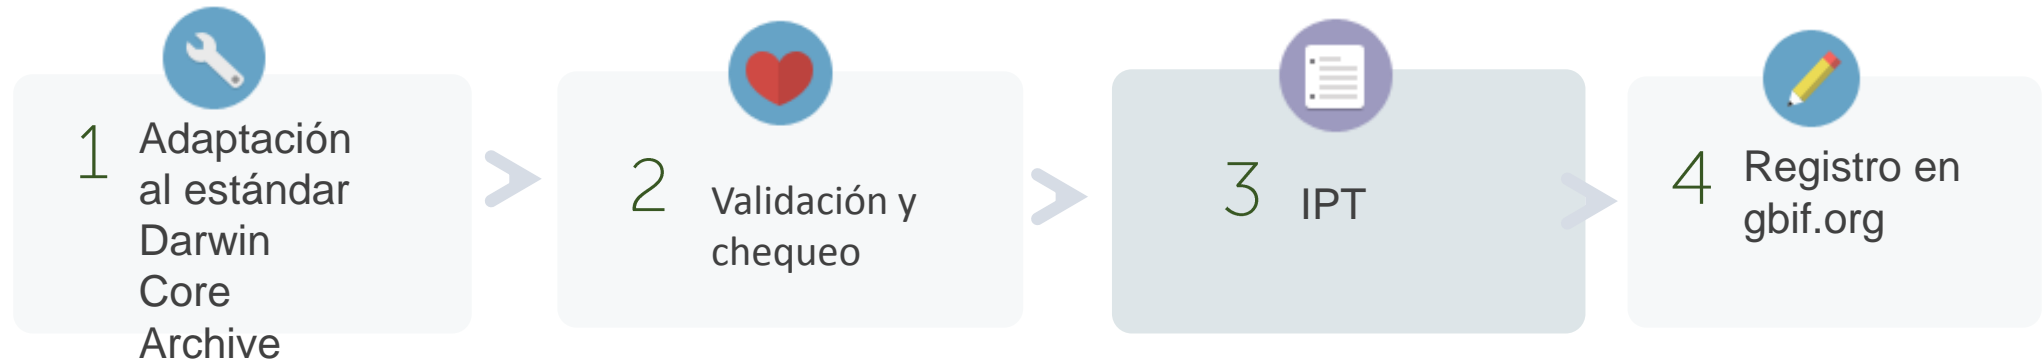 1
Adaptación
al estándar
Darwin
Core
Archive
2
Validación y
chequeo
3
IPT
4
Registro en
gbif.org